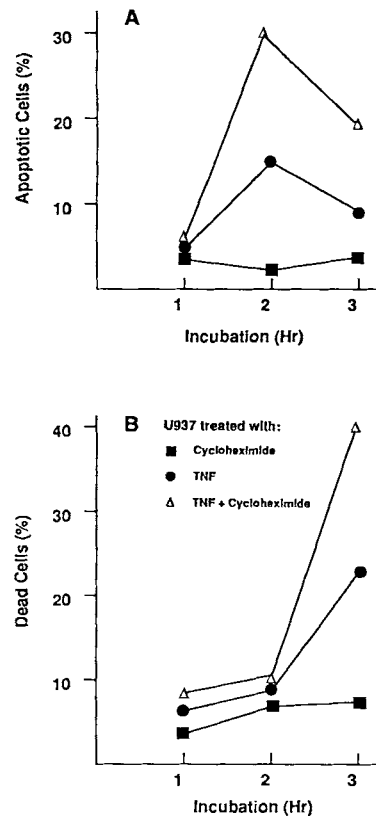 A
30
20
10
Apoptotic Cells (%)
1 2 3
Incubation (Hr)
B
U937 treated with:
Cycloheximide
TNF
TNF + Cycloheximide
40
30
20
10
Dead Cells (%)
1 2 3
Incubation (Hr)